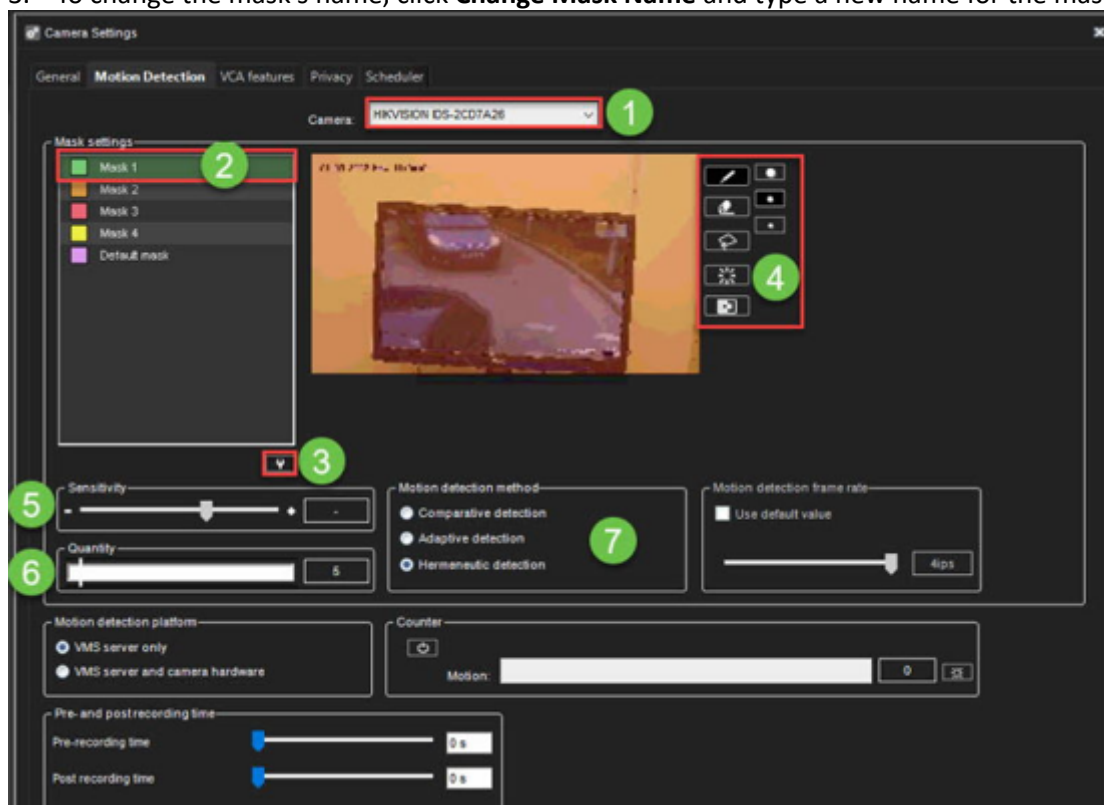 3. To change the mask's name, click Change Mask Name and type a new name for the mas
Camera Settings
General Motion Detection VCA features Privacy Scheduler
Camera: HIKVISION IDS-2CD7A26
1
Mask settings
Mask 1
2
Mask 2
Mask 3
Mask 4
Default mask
4
3
5
Sensitivity
- + -
Motion detection method
Comparative detection
Adaptive detection
Hermeneutic detection
7
Motion detection frame rate
Use default value
4ips
6
Quantity
5
Motion detection platform
VMS server only
VMS server and camera hardware
Counter
Motion: 0
Pre- and post recording time
Pre-recording time 0 s
Post recording time 0 s